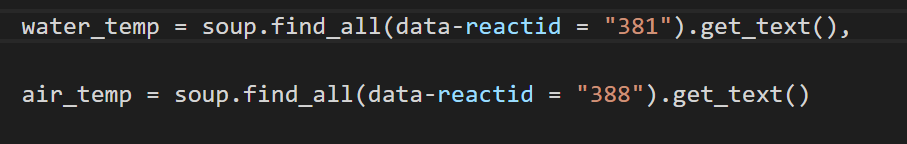 water_temp = soup.find_all(data-reactid = "381").get_text(),
air_temp = soup.find_all(data-reactid = "388").get_text()